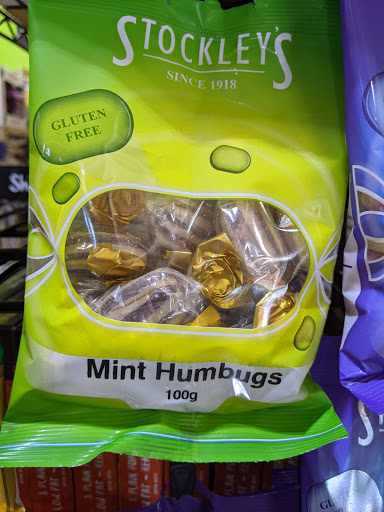 STOCKLEY'S
SINCE 1918
GLUTEN
FREE
Mint Humbugs
100g